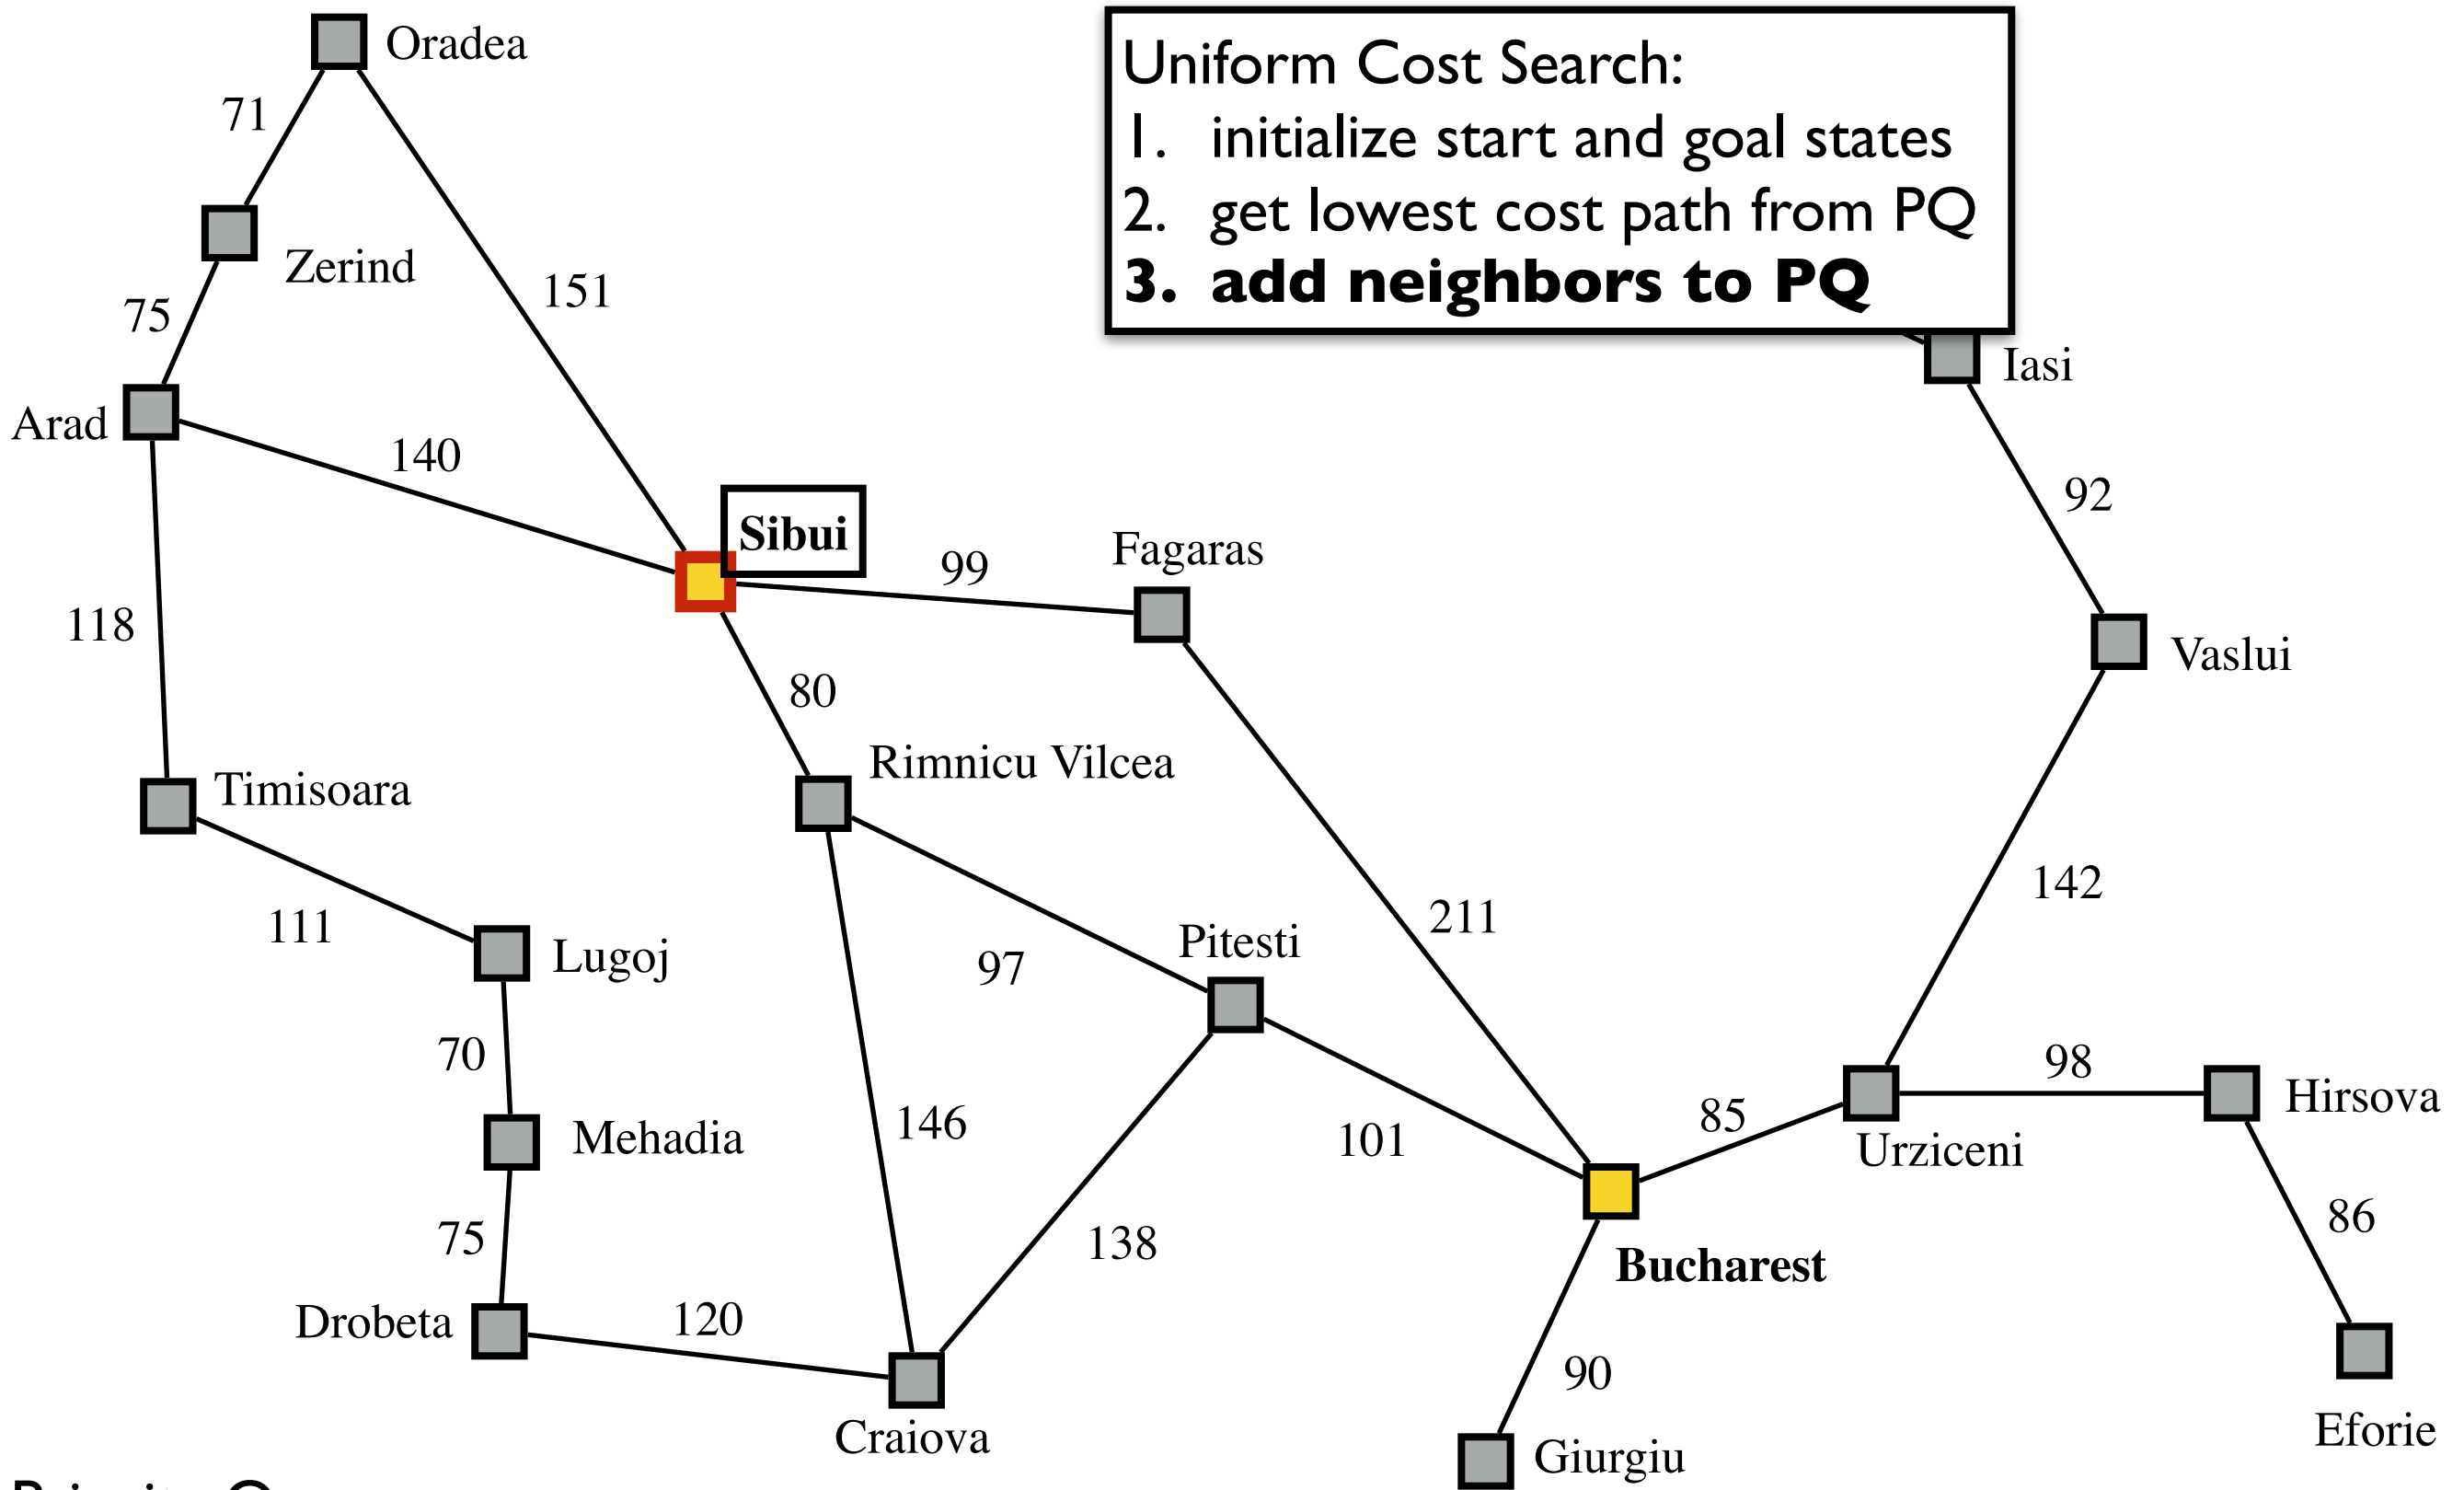 Oradea
Uniform Cost Search:
1. initialize start and goal states
2. get lowest cost path from PQ
3. add neighbors to PQ
71
Zerind
151
75
Iasi
Arad
140
92
Sibui
99
Fagaras
118
Vaslui
80
Rimnicu Vilcea
Timisoara
142
211
111
Lugoj
97
Pitesti
70
98
Hirsova
Mehadia
146
101
85
Urziceni
75
138
86
Bucharest
Drobeta
120
90
Craiova
Giurgiu
Eforie